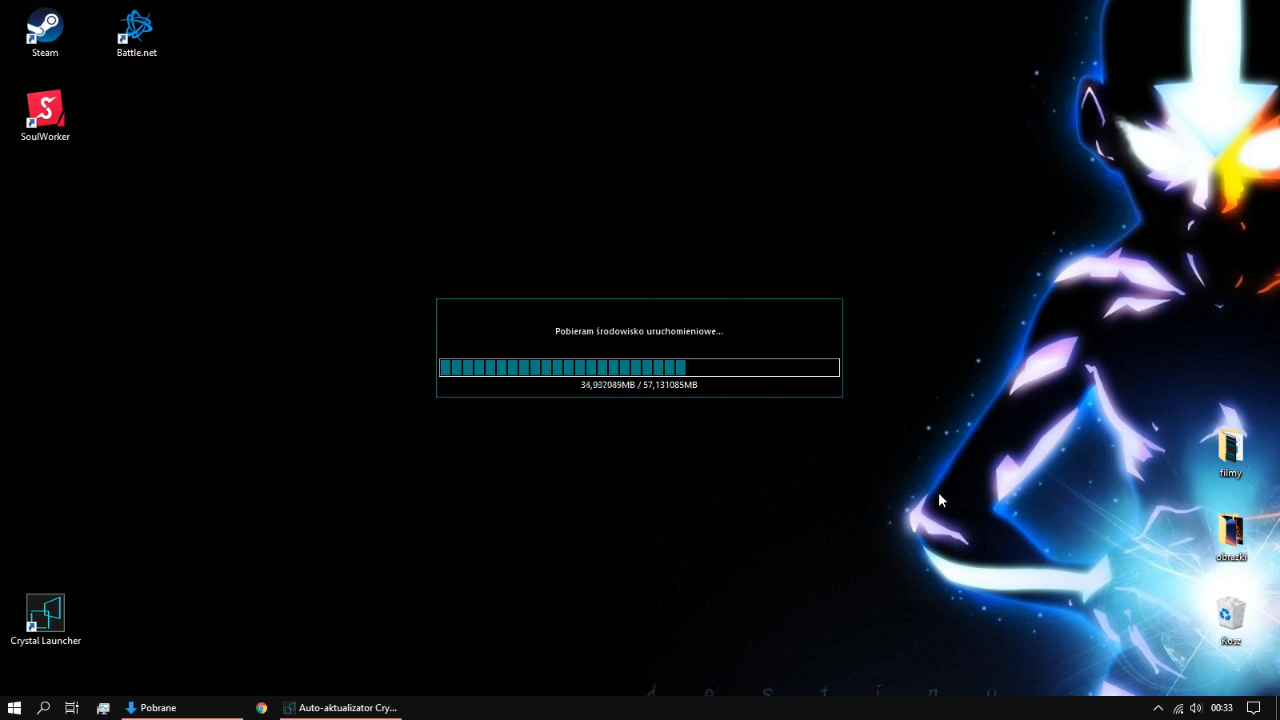 Steam
Battle.net
SoulWorker
Pobieram środowisko uruchomieniowe...
34,937089MB / 57,131085MB
filmy
obrazki
Kosz
Crystal Launcher
d e s t i n y
Pobrane
Auto-aktualizator Cry...
00:33